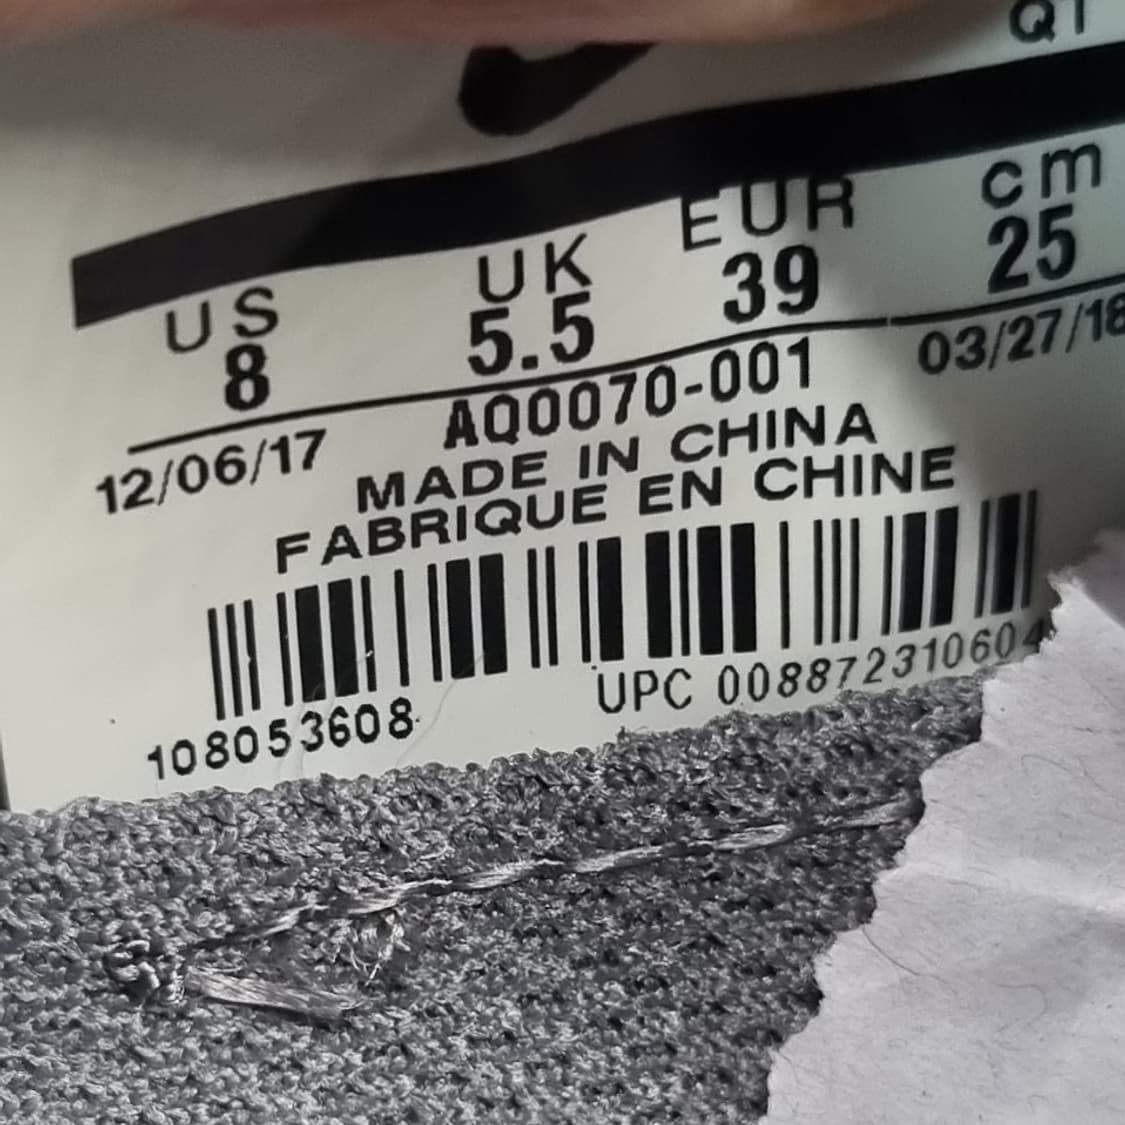 QT
US UK EUR cm
8 5.5 39 25
12/06/17 AQ0070-001 03/27/18
MADE IN CHINA
FABRIQUE EN CHINE
108053608 UPC 00887231060